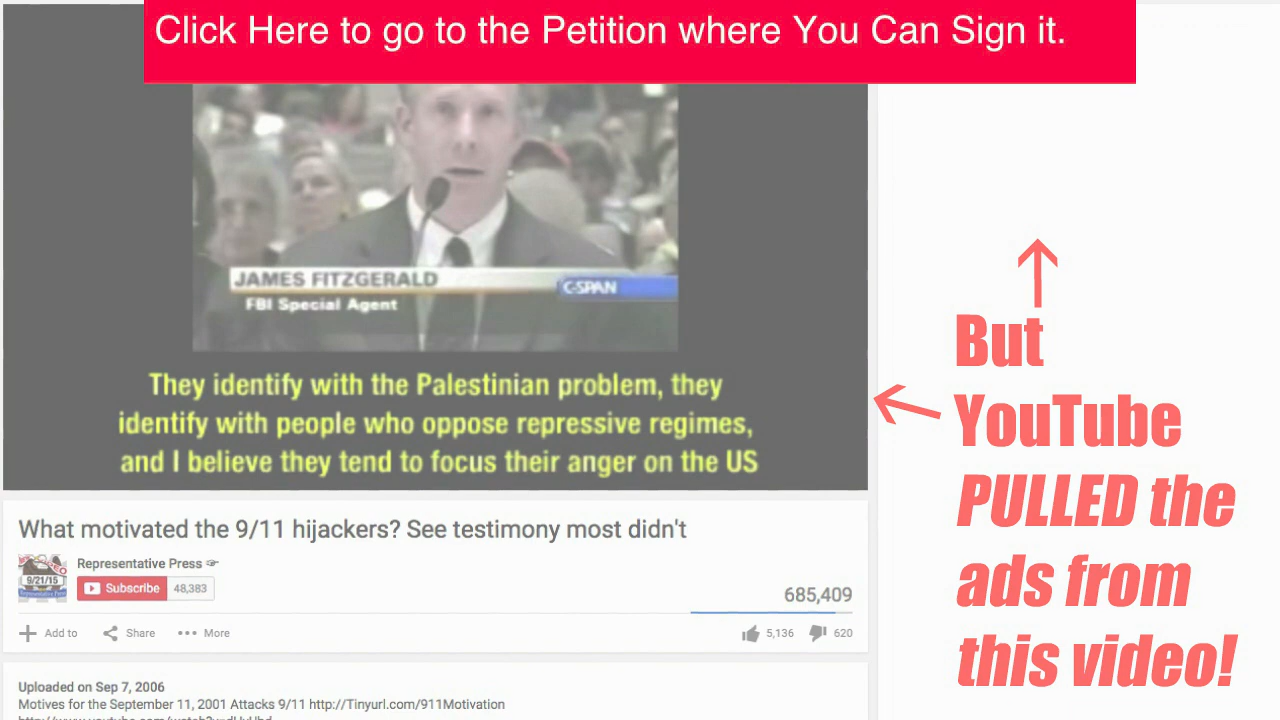 Click Here to go to the Petition where You Can Sign it.
JAMES FITZGERALD
C-SPAN
FBI Special Agent
They identify with the Palestinian problem, they
identify with people who oppose repressive regimes,
and I believe they tend to focus their anger on the US
But
YouTube
PULLED the
ads from
this video!
What motivated the 9/11 hijackers? See testimony most didn't
Representative Press
9/21/15
Subscribe 48,383
685,409
Add to Share More 5,136 620
Uploaded on Sep 7, 2006
Motives for the September 11, 2001 Attacks 9/11 http://Tinyurl.com/911Motivation